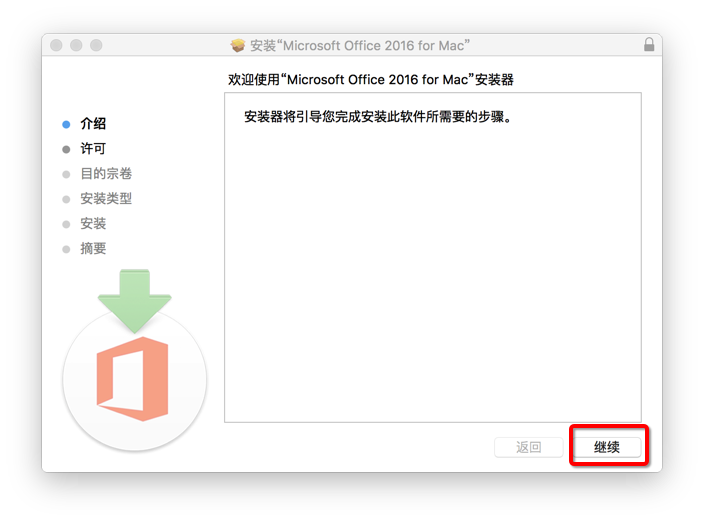 安装“Microsoft Office 2016 for Mac”
欢迎使用“Microsoft Office 2016 for Mac”安装器
介绍
许可
目的宗卷
安装类型
安装
摘要
安装器将引导您完成安装此软件所需要的步骤。
返回
继续